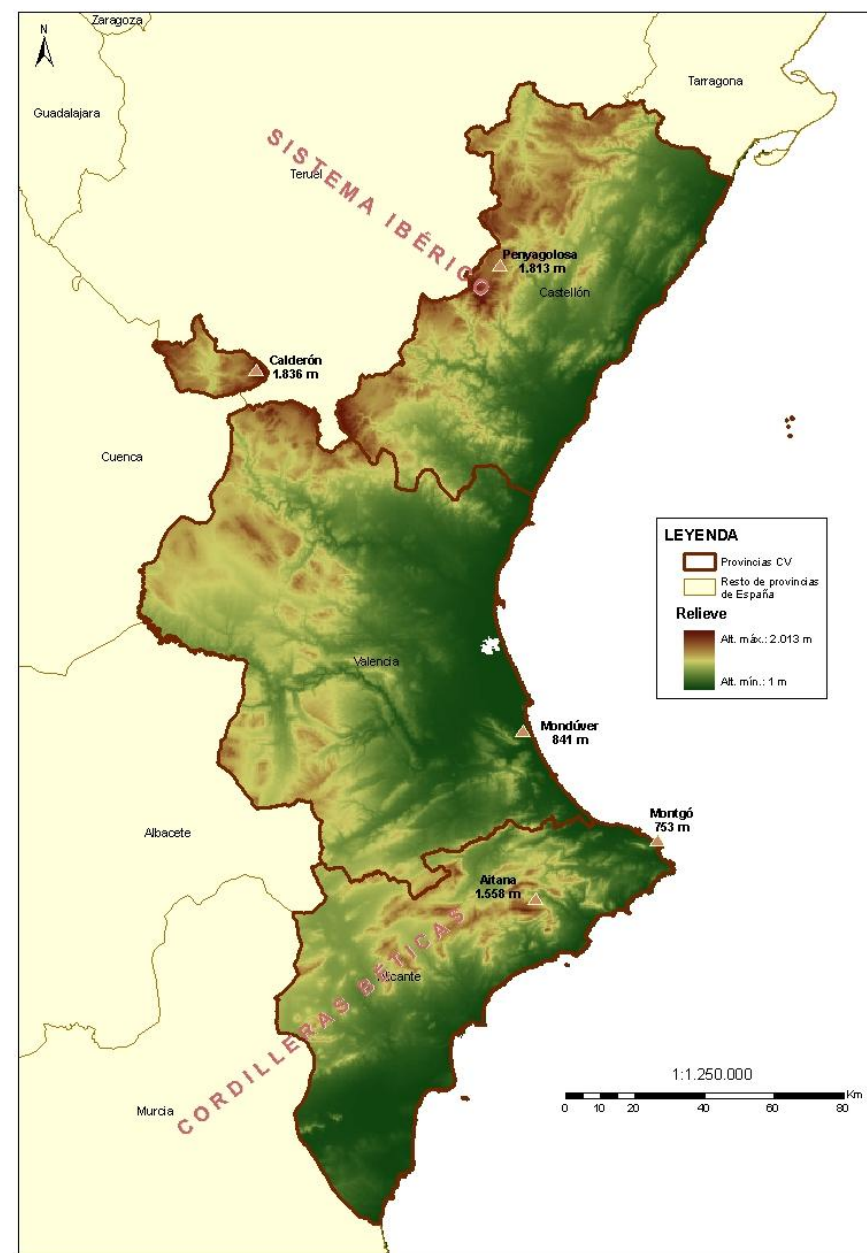 Zaragoza
N
Tarragona
Guadalajara
SISTEMA IBÉRICO
Teruel
Penyagolosa
1.813 m
Castellón
Calderón
1.836 m
Cuenca
LEYENDA
Provincias CV
Resto de provincias
de España
Relieve
Alt. máx.: 2.013 m
Alt. mín.: 1 m
Valencia
Mondúver
841 m
Montgó
753 m
Albacete
Aitana
1.558 m
Alicante
CORDILLERAS BÉTICAS
Murcia
1:1.250.000
0 10 20 40 60 80 Km